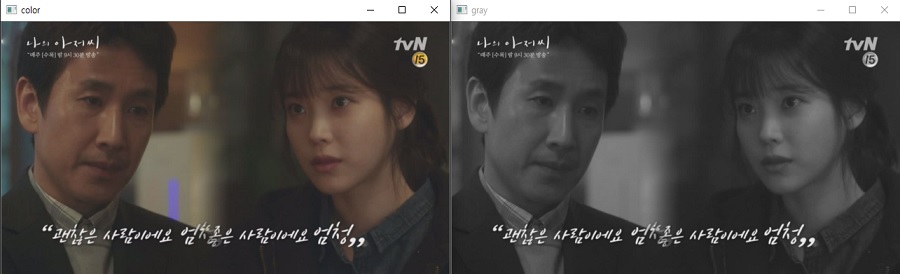 color
나의 아저씨
"매주 [수목] 밤 9시 30분 방송"
tvN
15
"괜찮은 사람이에요 엄청 좋은 사람이에요 엄청,,
gray
나의 아저씨
"매주 [수목] 밤 9시 30분 방송"
tvN
15
"괜찮은 사람이에요 엄청 좋은 사람이에요 엄청,,